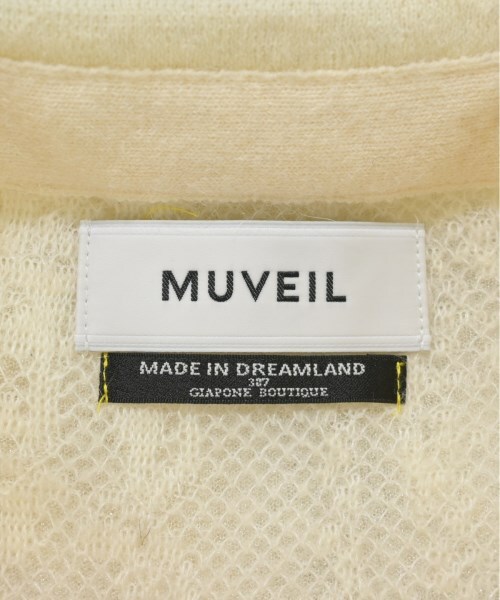 MUVEIL
MADE IN DREAMLAND
387
GIAPONE BOUTIQUE